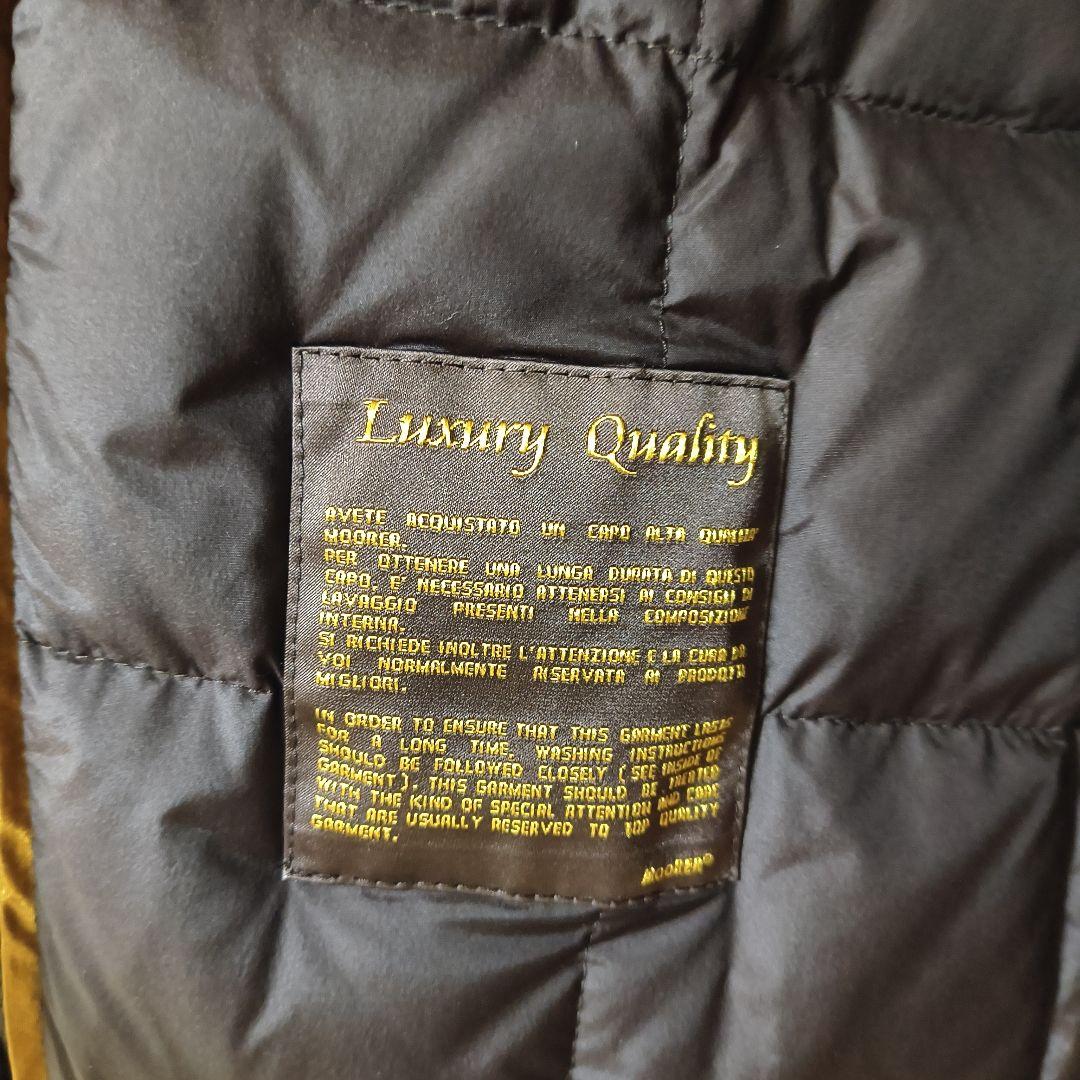 Luxury Quality
AVETE ACQUISTATO UN CAPO ALTA QUALITA'
MOORER.
PER OTTENERE UNA LUNGA DURATA DI QUESTO
CAPO, E' NECESSARIO ATTENERSI AI CONSIGLI DI
LAVAGGIO PRESENTI NELLA COMPOSIZIONE
INTERNA.
SI RICHIEDE INOLTRE L'ATTENZIONE E LA CURA DA
VOI NORMALMENTE RISERVATA AI PRODOTTI
MIGLIORI.
IN ORDER TO ENSURE THAT THIS GARMENT LASTS
FOR A LONG TIME, WASHING INSTRUCTIONS
SHOULD BE FOLLOWED CLOSELY (SEE INSIDE OF
GARMENT). THIS GARMENT SHOULD BE TREATED
WITH THE KIND OF SPECIAL ATTENTION AND CARE
THAT ARE USUALLY RESERVED TO TOP QUALITY
GARMENT.
MOORER®